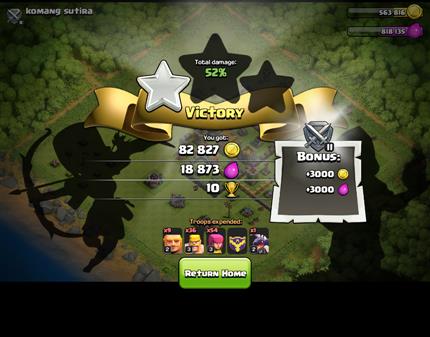 komang sutira
563 816
818 135
Total damage:
52%
Victory
You got:
82 827
18 873
10
II
Bonus:
+3000
+3000
Troops expended:
x9 x36 x54 x1
Return Home